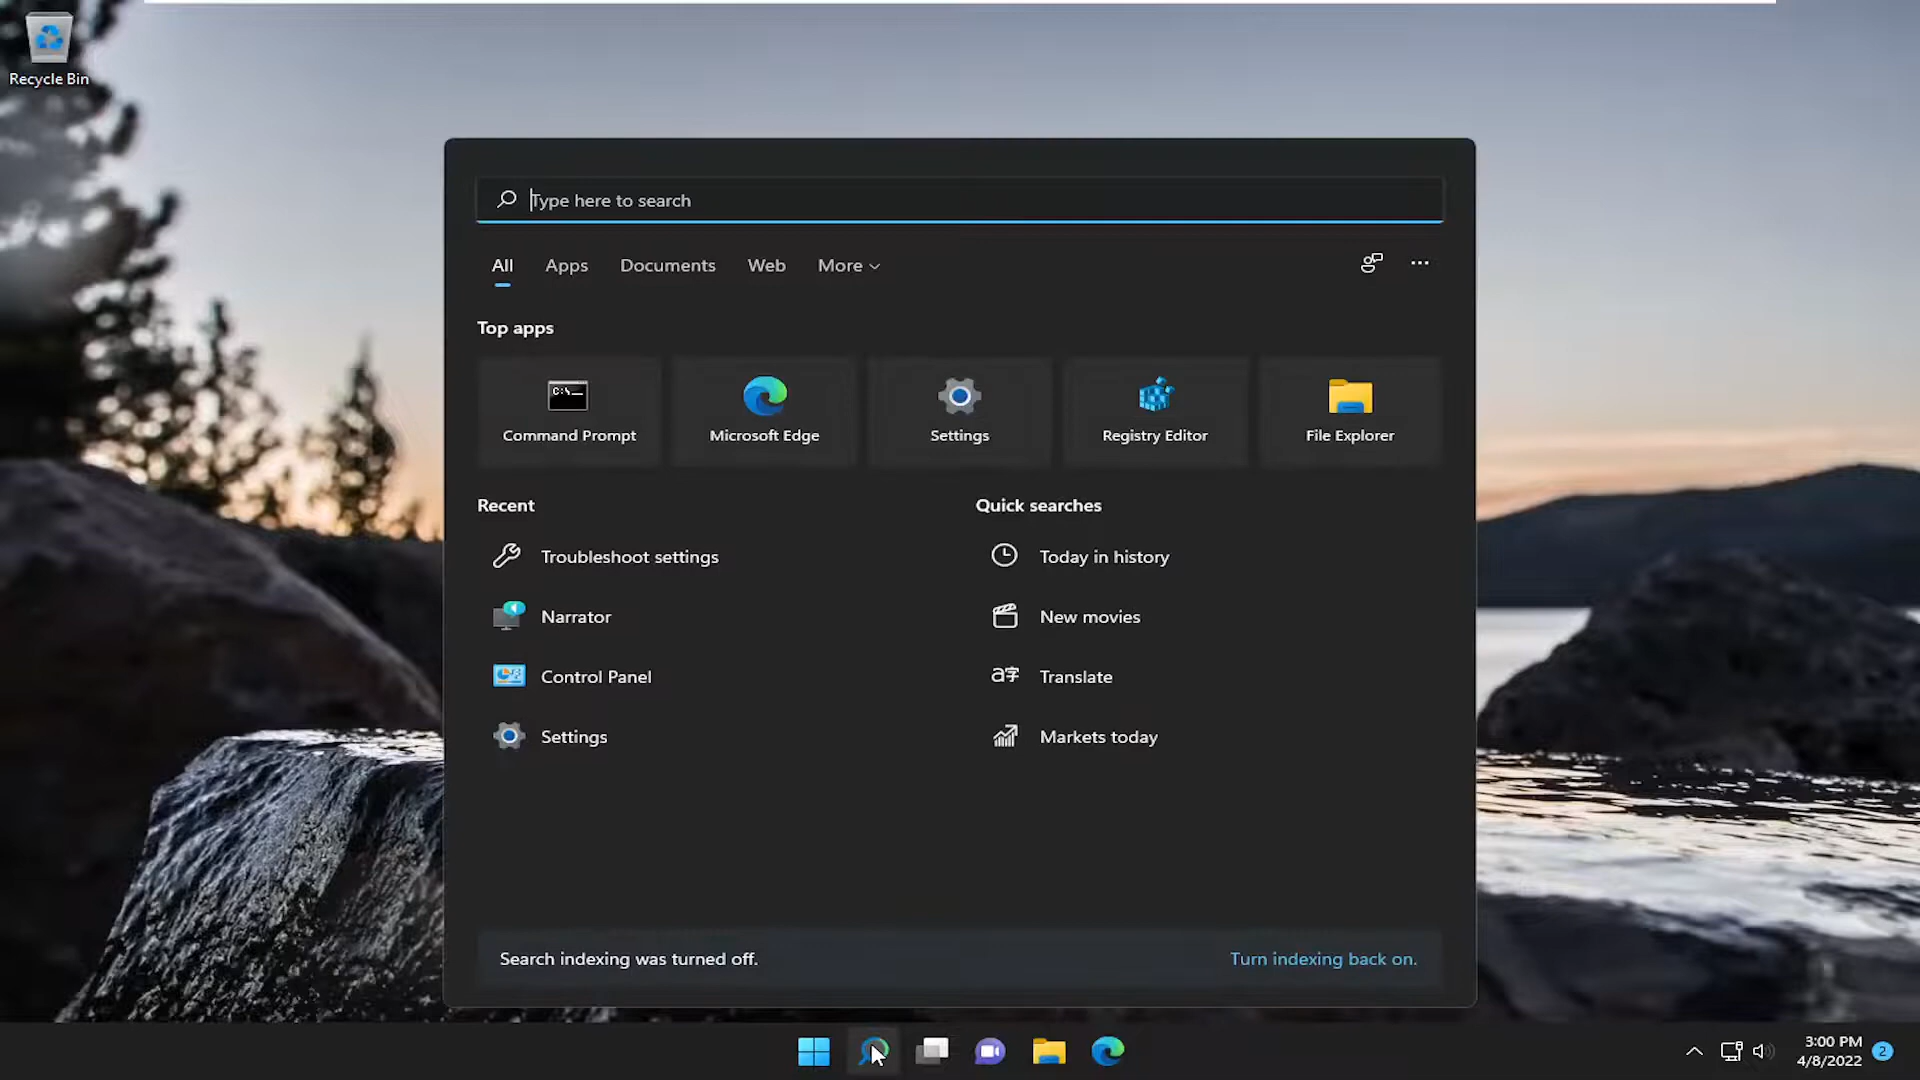 Recycle Bin
Type here to search
All Apps Documents Web More
Top apps
C:\
Command Prompt Microsoft Edge Settings Registry Editor File Explorer
Recent Quick searches
Troubleshoot settings Today in history
Narrator New movies
Control Panel a字 Translate
Settings Markets today
Search indexing was turned off. Turn indexing back on.
3:00 PM
4/8/2022 2